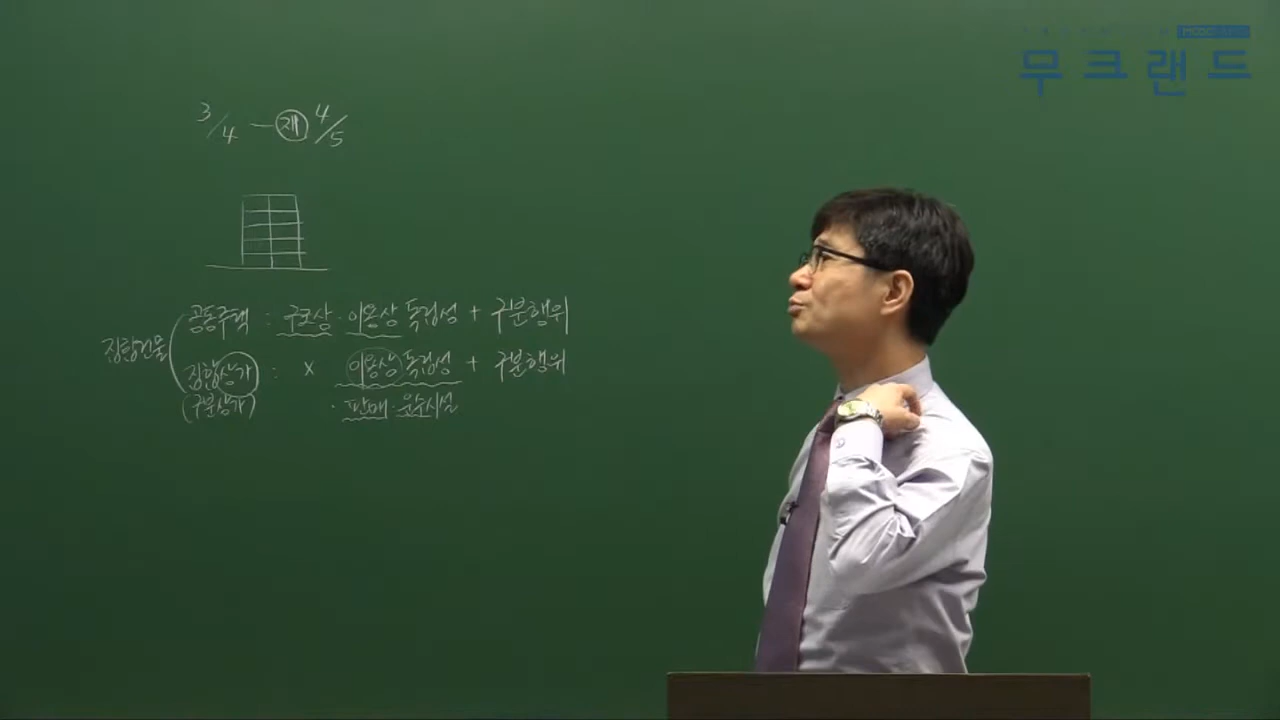 무크랜드
3/4 — 재 4/5
집합건물
공동주택 : 구조상 · 이용상 독립성 + 구분행위
집합상가 : × 이용상 독립성 + 구분행위
(구분상가) · 판매 · 운수시설